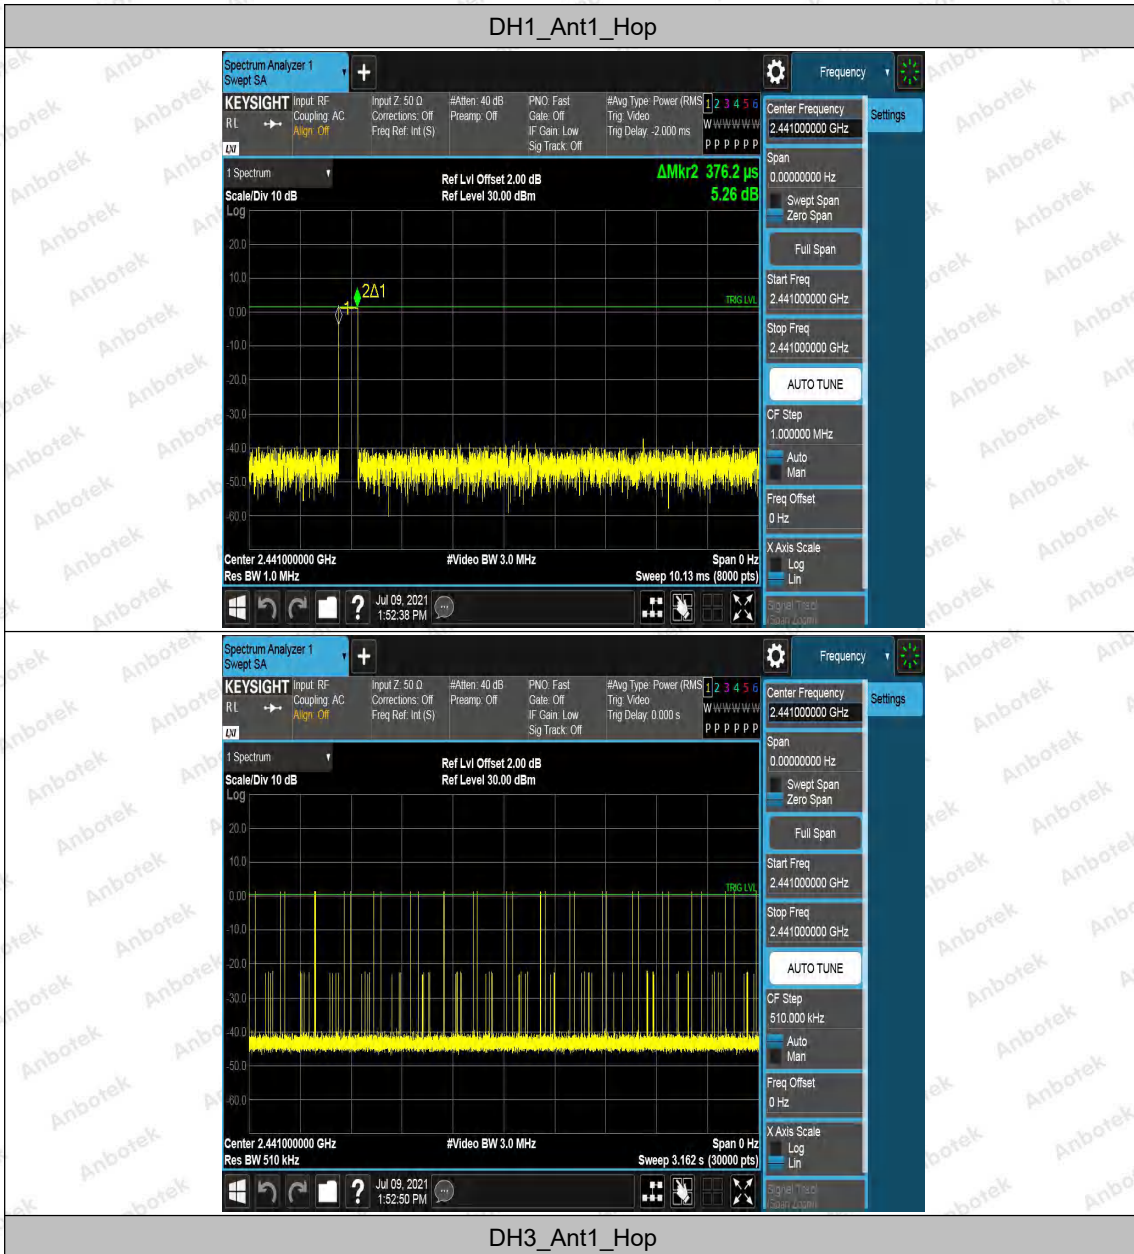 DH1_Ant1_Hop
Spectrum Analyzer 1
Swept SA
Frequency
KEYSIGHT
RL
LXI
Input: RF
Coupling: AC
Align: Off
Input Z: 50 Ω
Corrections: Off
Freq Ref: Int (S)
#Atten: 40 dB
Preamp: Off
PNO: Fast
Gate: Off
IF Gain: Low
Sig Track: Off
#Avg Type: Power (RMS
Trig: Video
Trig Delay: -2.000 ms
1 2 3 4 5 6
W W W W W W
P P P P P P
Center Frequency
2.441000000 GHz
Settings
Span
0.00000000 Hz
Swept Span
Zero Span
Full Span
Start Freq
2.441000000 GHz
Stop Freq
2.441000000 GHz
AUTO TUNE
CF Step
1.000000 MHz
Auto
Man
Freq Offset
0 Hz
X Axis Scale
Log
Lin
Signal Track
(Span Zoom)
1 Spectrum
Scale/Div 10 dB
Ref Lvl Offset 2.00 dB
Ref Level 30.00 dBm
ΔMkr2 376.2 µs
5.26 dB
Log
20.0
10.0
0.00
-10.0
-20.0
-30.0
-40.0
-50.0
-60.0
1
2Δ1
TRIG LVL
Center 2.441000000 GHz
#Video BW 3.0 MHz
Span 0 Hz
Res BW 1.0 MHz
Sweep 10.13 ms (8000 pts)
Jul 09, 2021
1:52:38 PM
Spectrum Analyzer 1
Swept SA
Frequency
KEYSIGHT
RL
LXI
Input: RF
Coupling: AC
Align: Off
Input Z: 50 Ω
Corrections: Off
Freq Ref: Int (S)
#Atten: 40 dB
Preamp: Off
PNO: Fast
Gate: Off
IF Gain: Low
Sig Track: Off
#Avg Type: Power (RMS
Trig: Video
Trig Delay: 0.000 s
1 2 3 4 5 6
W W W W W W
P P P P P P
Center Frequency
2.441000000 GHz
Settings
Span
0.00000000 Hz
Swept Span
Zero Span
Full Span
Start Freq
2.441000000 GHz
Stop Freq
2.441000000 GHz
AUTO TUNE
CF Step
510.000 kHz
Auto
Man
Freq Offset
0 Hz
X Axis Scale
Log
Lin
Signal Track
(Span Zoom)
1 Spectrum
Scale/Div 10 dB
Ref Lvl Offset 2.00 dB
Ref Level 30.00 dBm
Log
20.0
10.0
0.00
-10.0
-20.0
-30.0
-40.0
-50.0
-60.0
TRIG LVL
Center 2.441000000 GHz
#Video BW 3.0 MHz
Span 0 Hz
Res BW 510 kHz
Sweep 3.162 s (30000 pts)
Jul 09, 2021
1:52:50 PM
DH3_Ant1_Hop
Anbotek